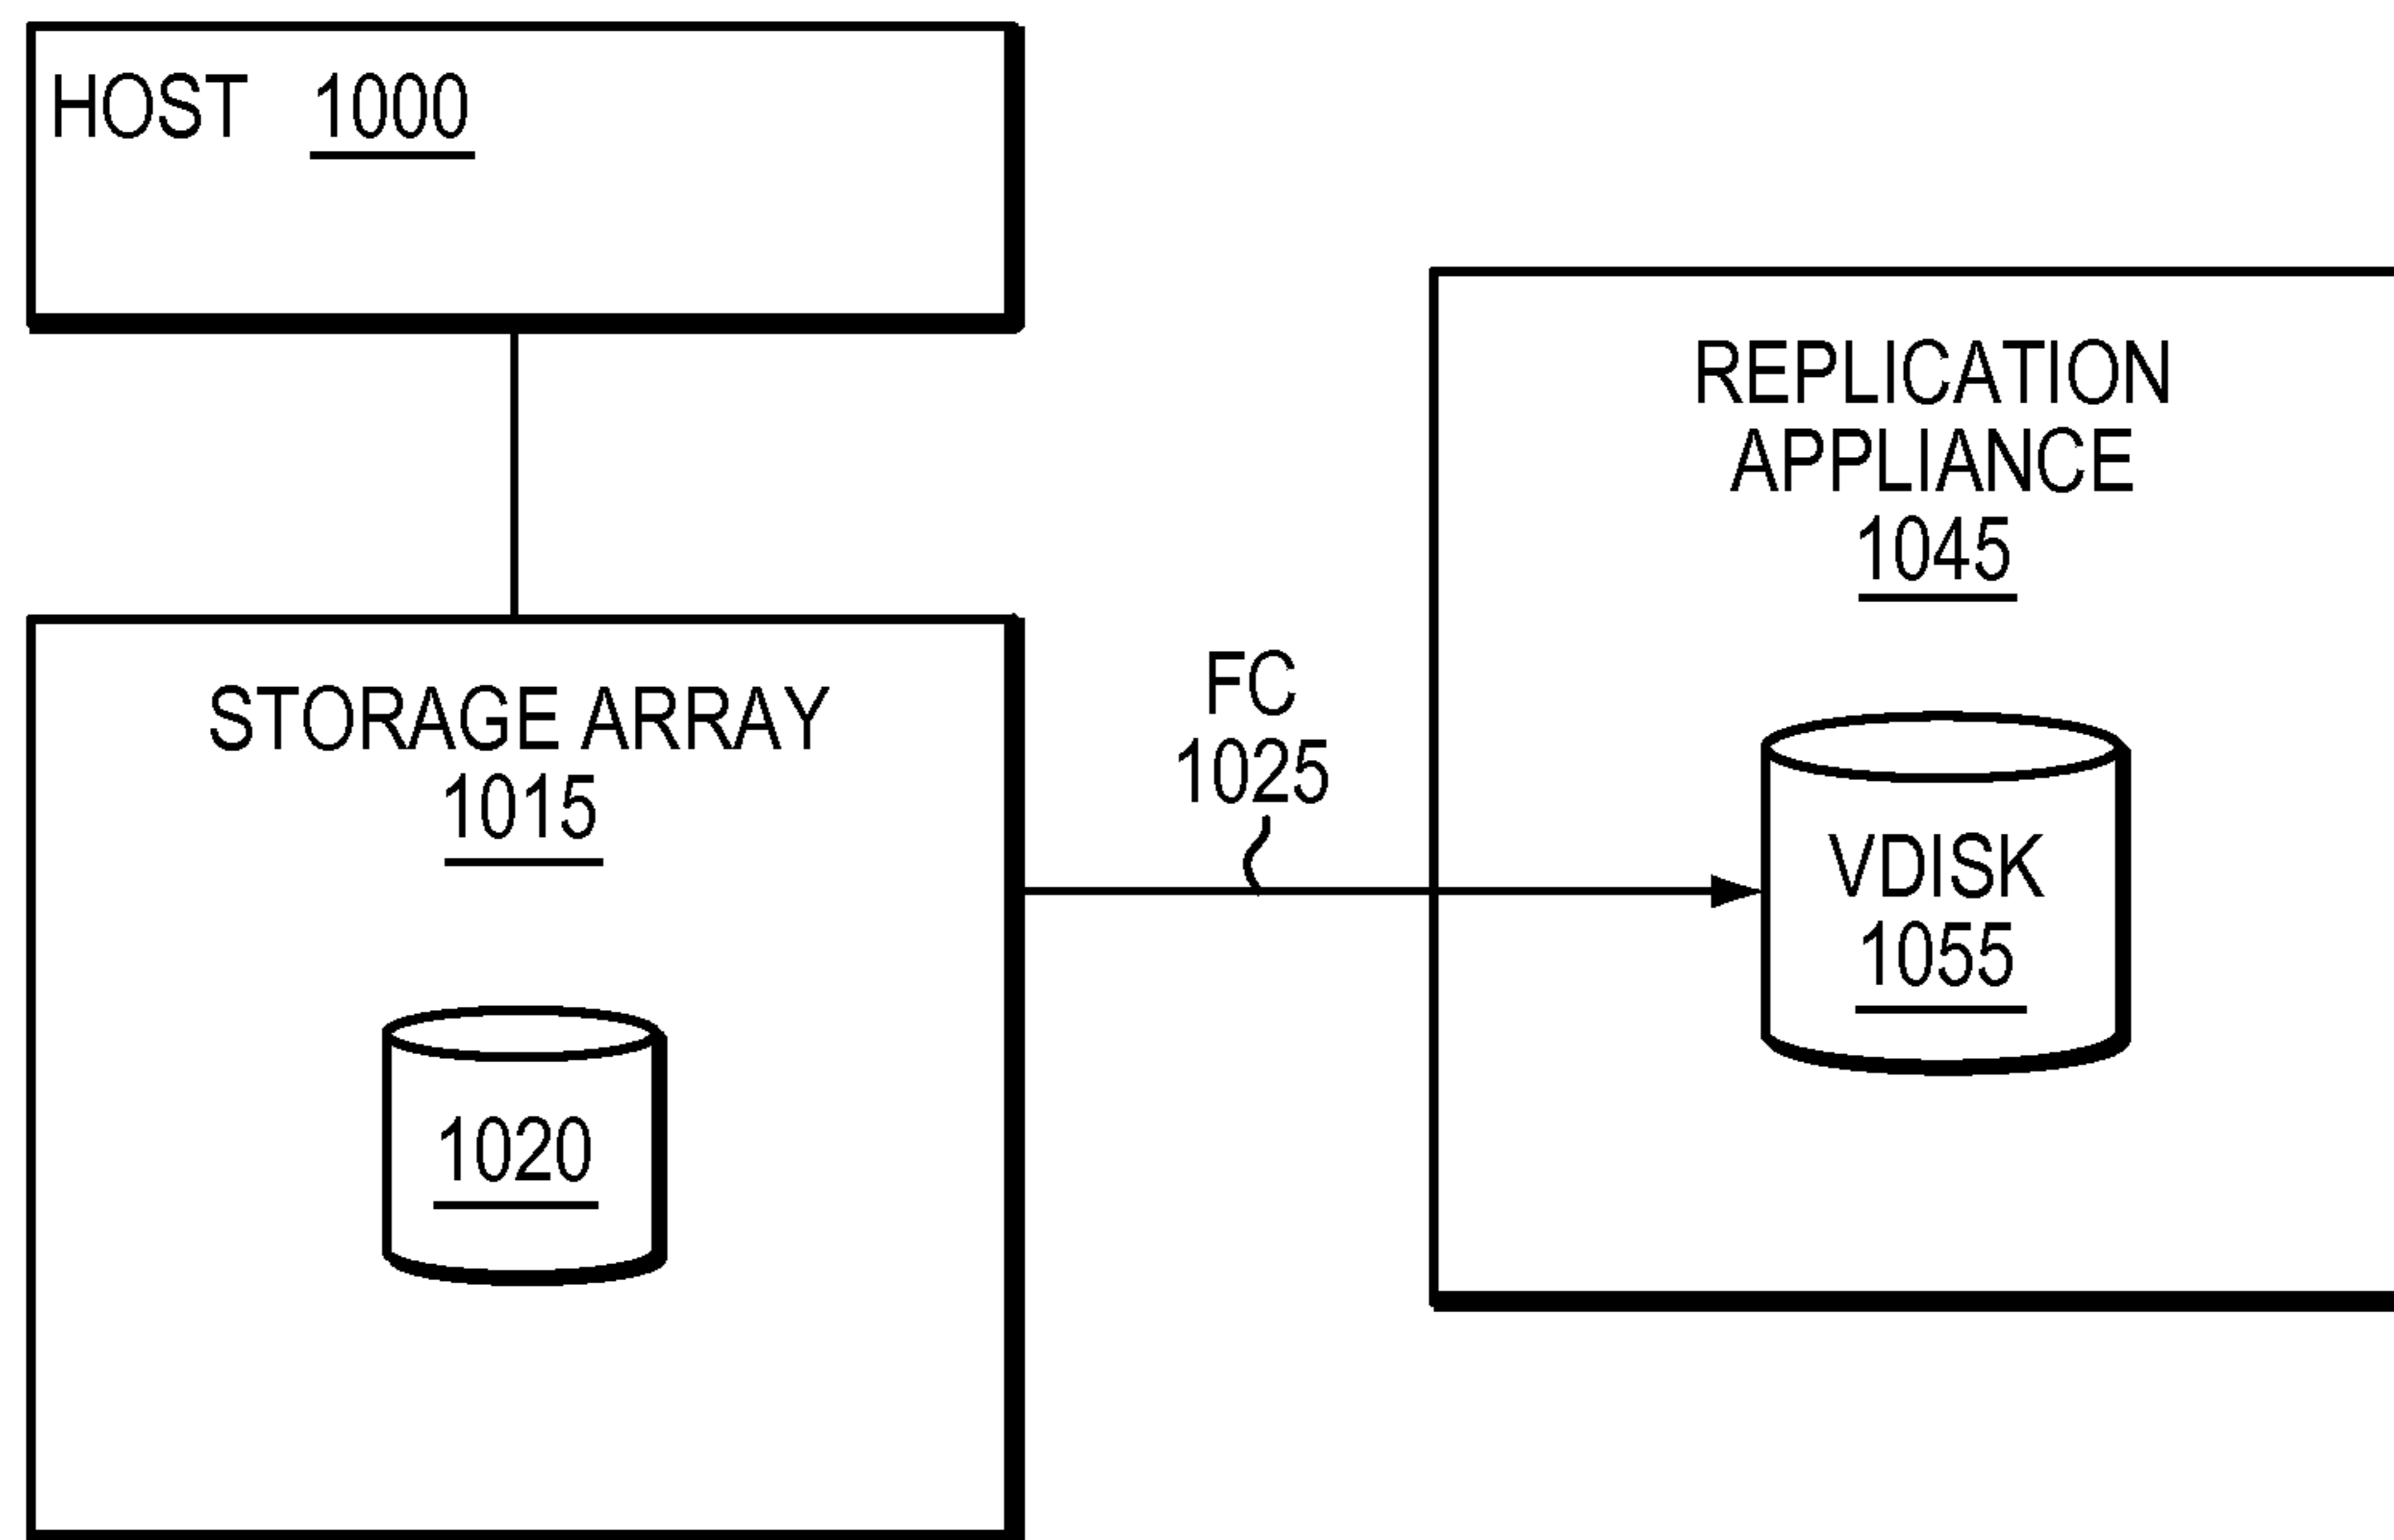 HOST 1000
REPLICATION
APPLIANCE
1045
STORAGE ARRAY
1015
FC
1025
VDISK
1055
1020